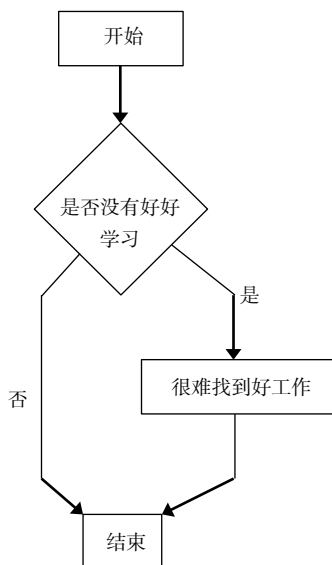 开始
是否没有好好
学习
是
很难找到好工作
否
结束